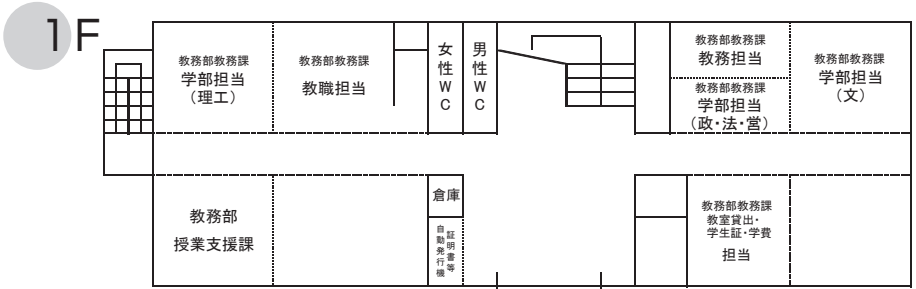 1F
教務部教務課
学部担当
（理工）
教務部教務課
教職担当
女性WC
男性WC
教務部教務課
教務担当
教務部教務課
学部担当
（政・法・営）
教務部教務課
学部担当
（文）
教務部
授業支援課
倉庫
証明書等
自動発行機
教務部教務課
教室貸出・
学生証・学費
担当